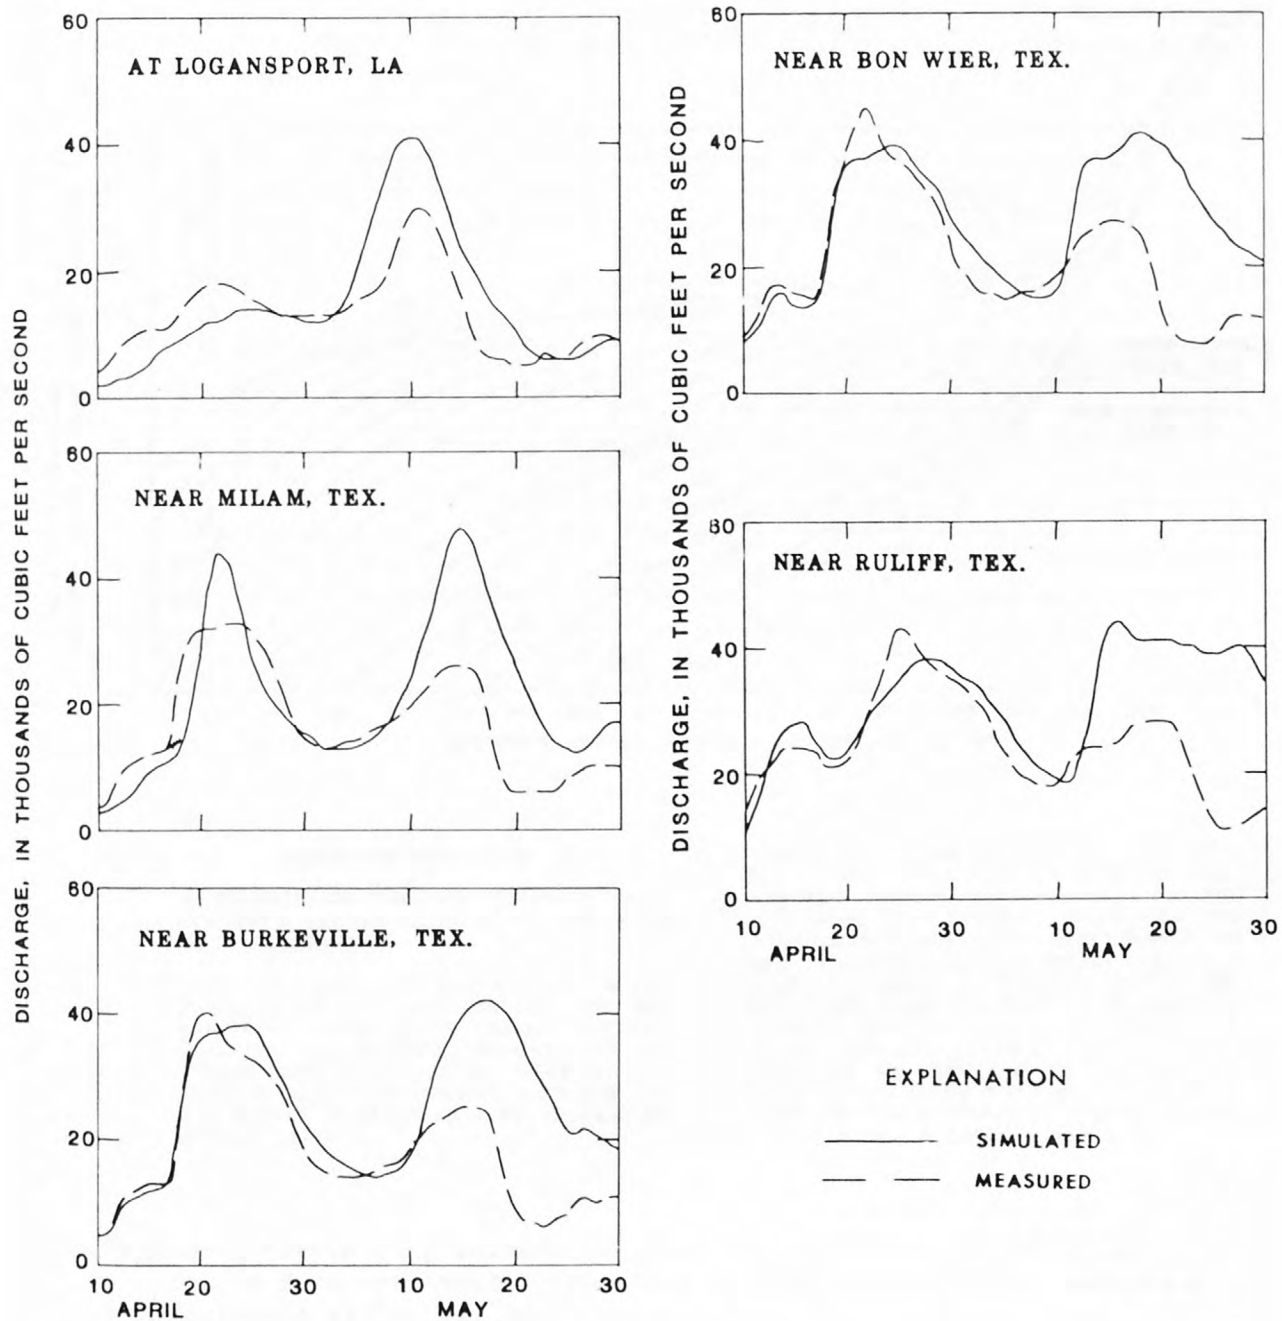 DISCHARGE, IN THOUSANDS OF CUBIC FEET PER SECOND
60
AT LOGANSPORT, LA
40
20
0
60
NEAR MILAM, TEX.
40
20
0
60
NEAR BURKEVILLE, TEX.
40
20
0
10 20 30 10 20 30
APRIL MAY
DISCHARGE, IN THOUSANDS OF CUBIC FEET PER SECOND
60
NEAR BON WIER, TEX.
40
20
0
60
NEAR RULIFF, TEX.
40
20
0
10 20 30 10 20 30
APRIL MAY
EXPLANATION
SIMULATED
MEASURED